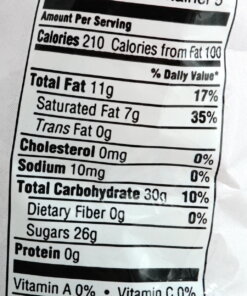 Amount Per Serving
Calories 210 Calories from Fat 100
% Daily Value*
Total Fat 11g 17%
Saturated Fat 7g 35%
Trans Fat 0g
Cholesterol 0mg 0%
Sodium 10mg 0%
Total Carbohydrate 30g 10%
Dietary Fiber 0g 0%
Sugars 26g
Protein 0g
Vitamin A 0% • Vitamin C 0%